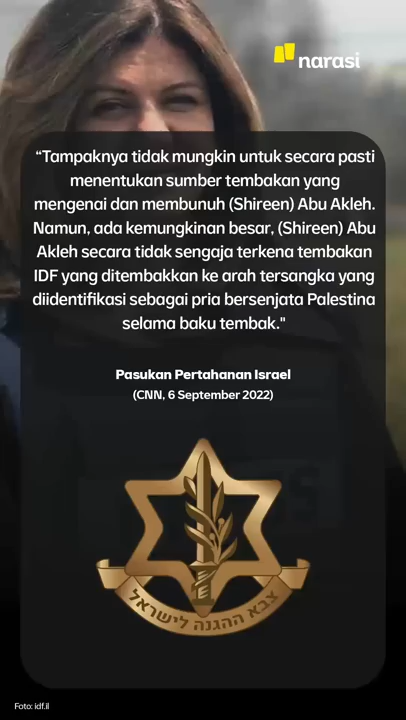 narasi
“Tampaknya tidak mungkin untuk secara pasti
menentukan sumber tembakan yang
mengenai dan membunuh (Shireen) Abu Akleh.
Namun, ada kemungkinan besar, (Shireen) Abu
Akleh secara tidak sengaja terkena tembakan
IDF yang ditembakkan ke arah tersangka yang
diidentifikasi sebagai pria bersenjata Palestina
selama baku tembak."
Pasukan Pertahanan Israel
(CNN, 6 September 2022)
צבא ההגנה לישראל
Foto: idf.il